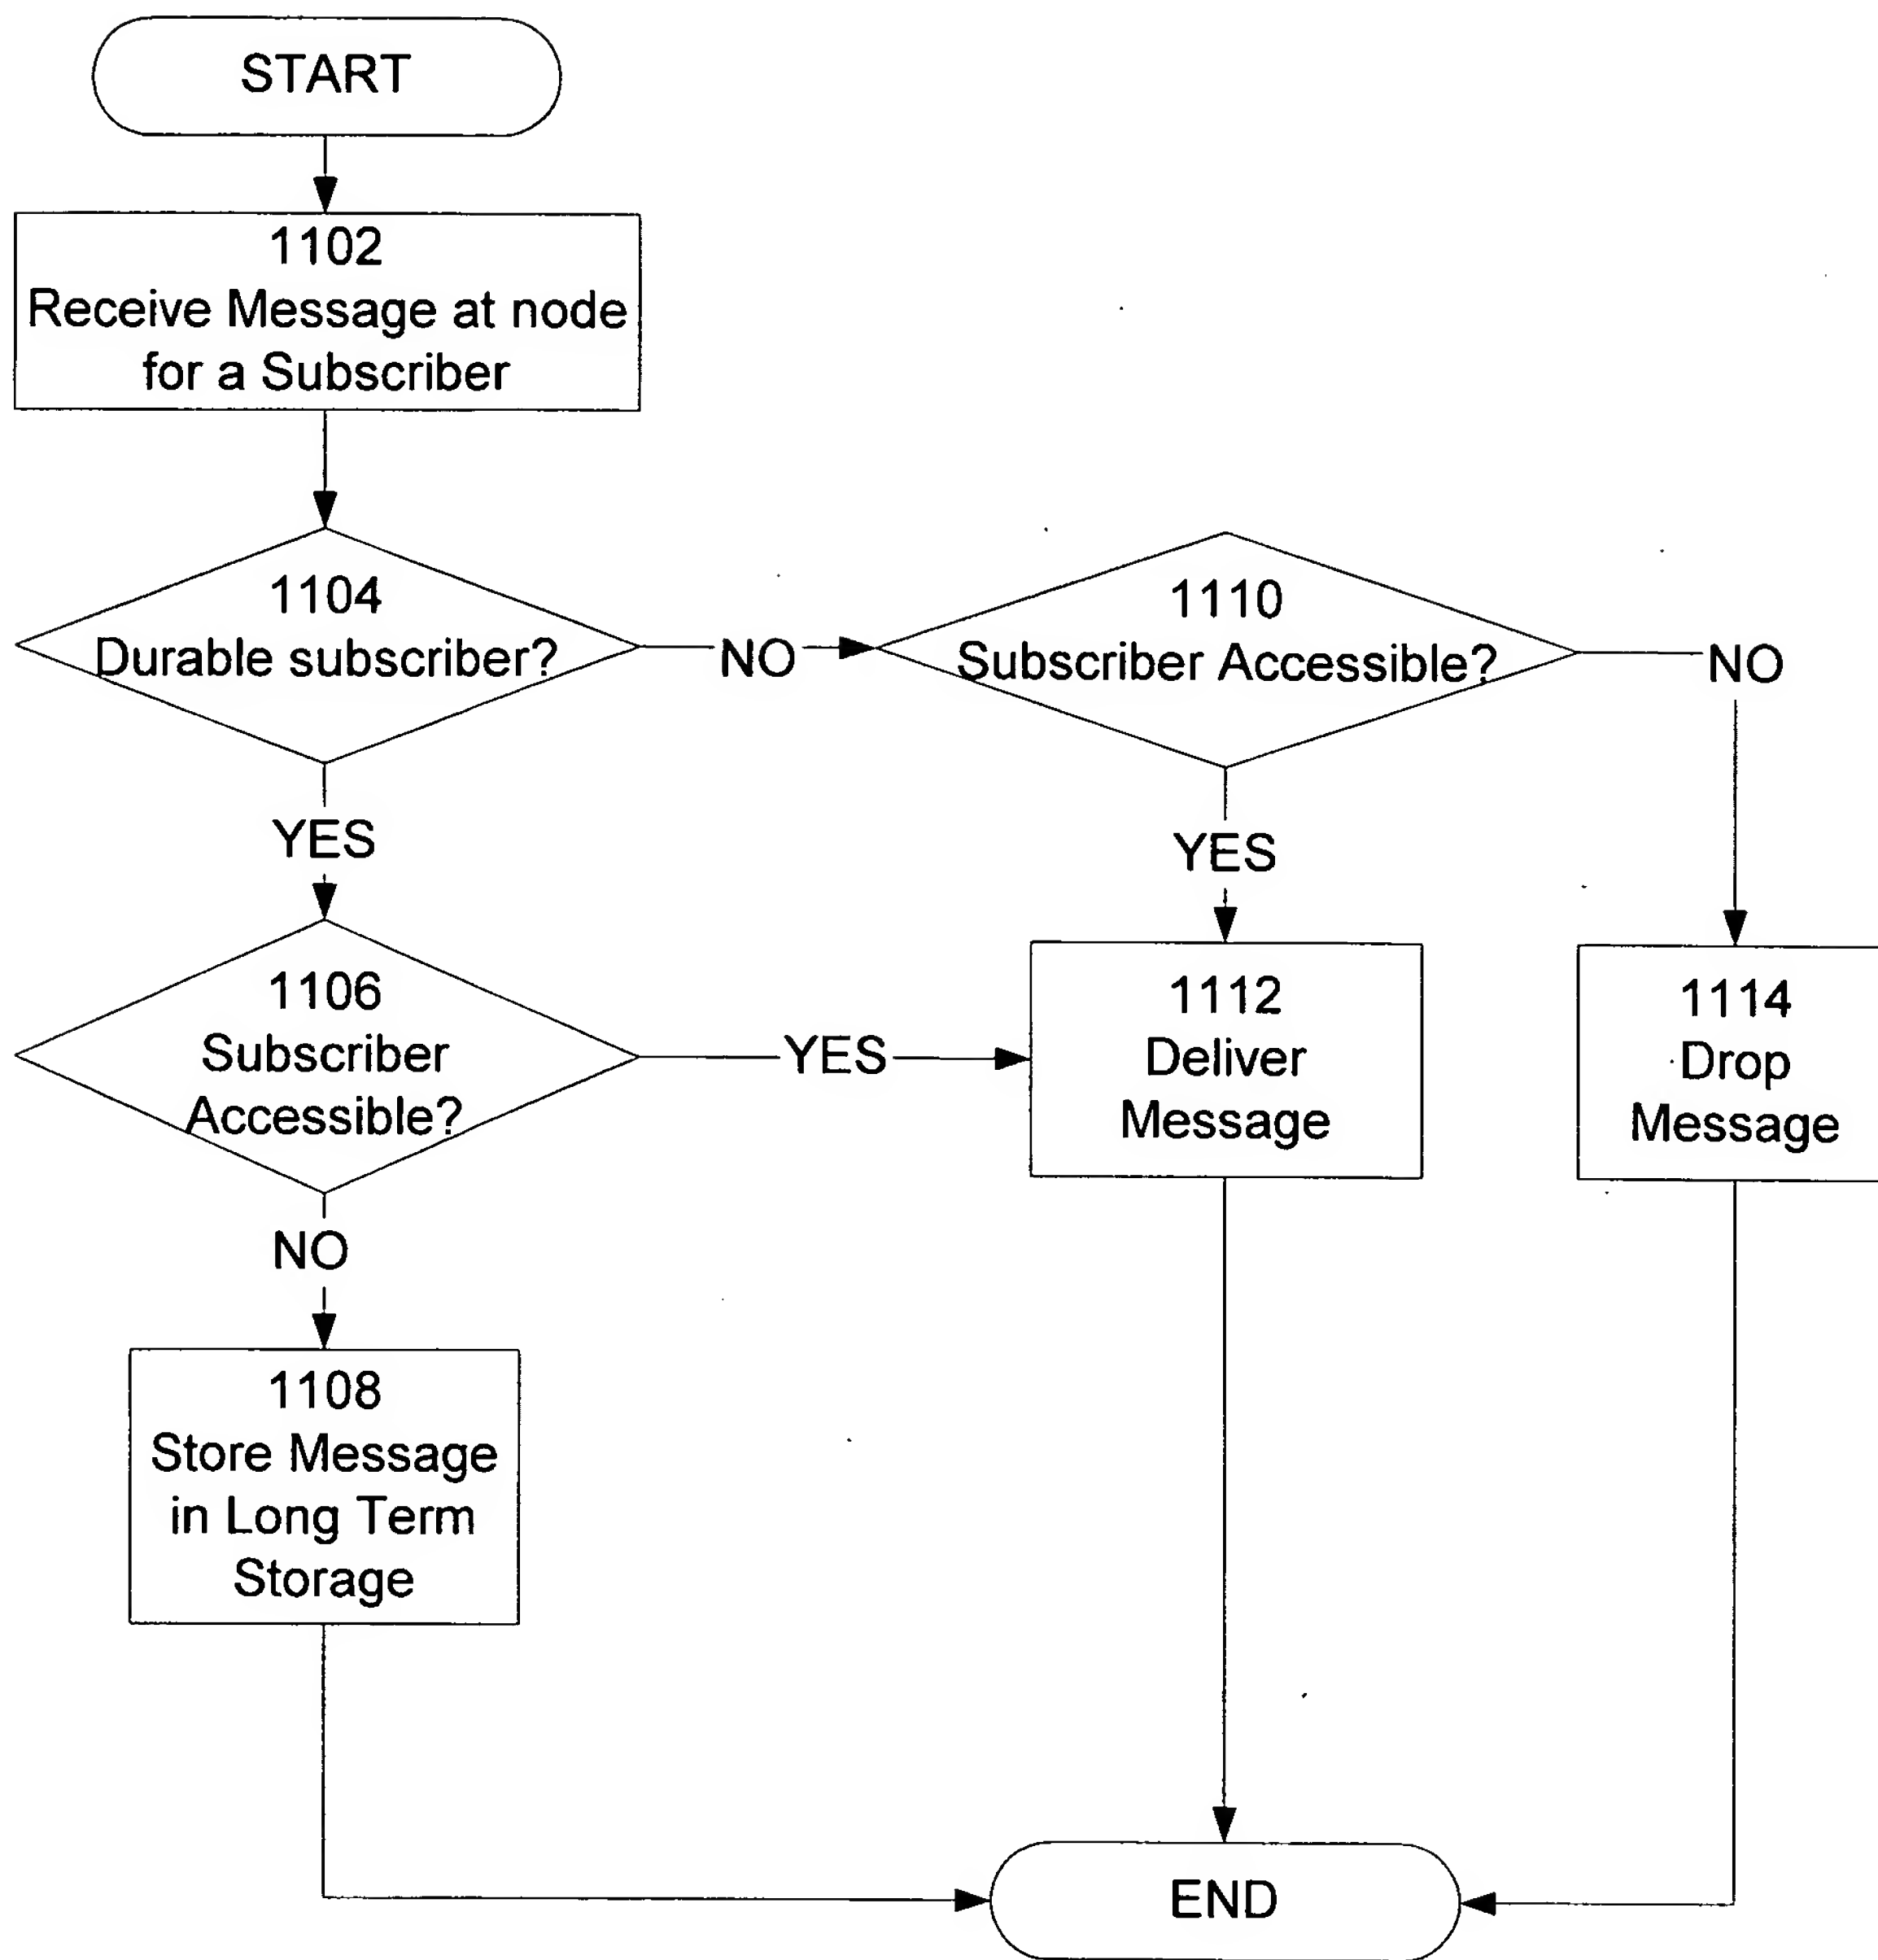 START
1102
Receive Message at node
for a Subscriber
1104
Durable subscriber?
NO
1110
Subscriber Accessible?
NO
YES
YES
1106
Subscriber
Accessible?
YES
1112
Deliver
Message
1114
Drop
Message
NO
1108
Store Message
in Long Term
Storage
END